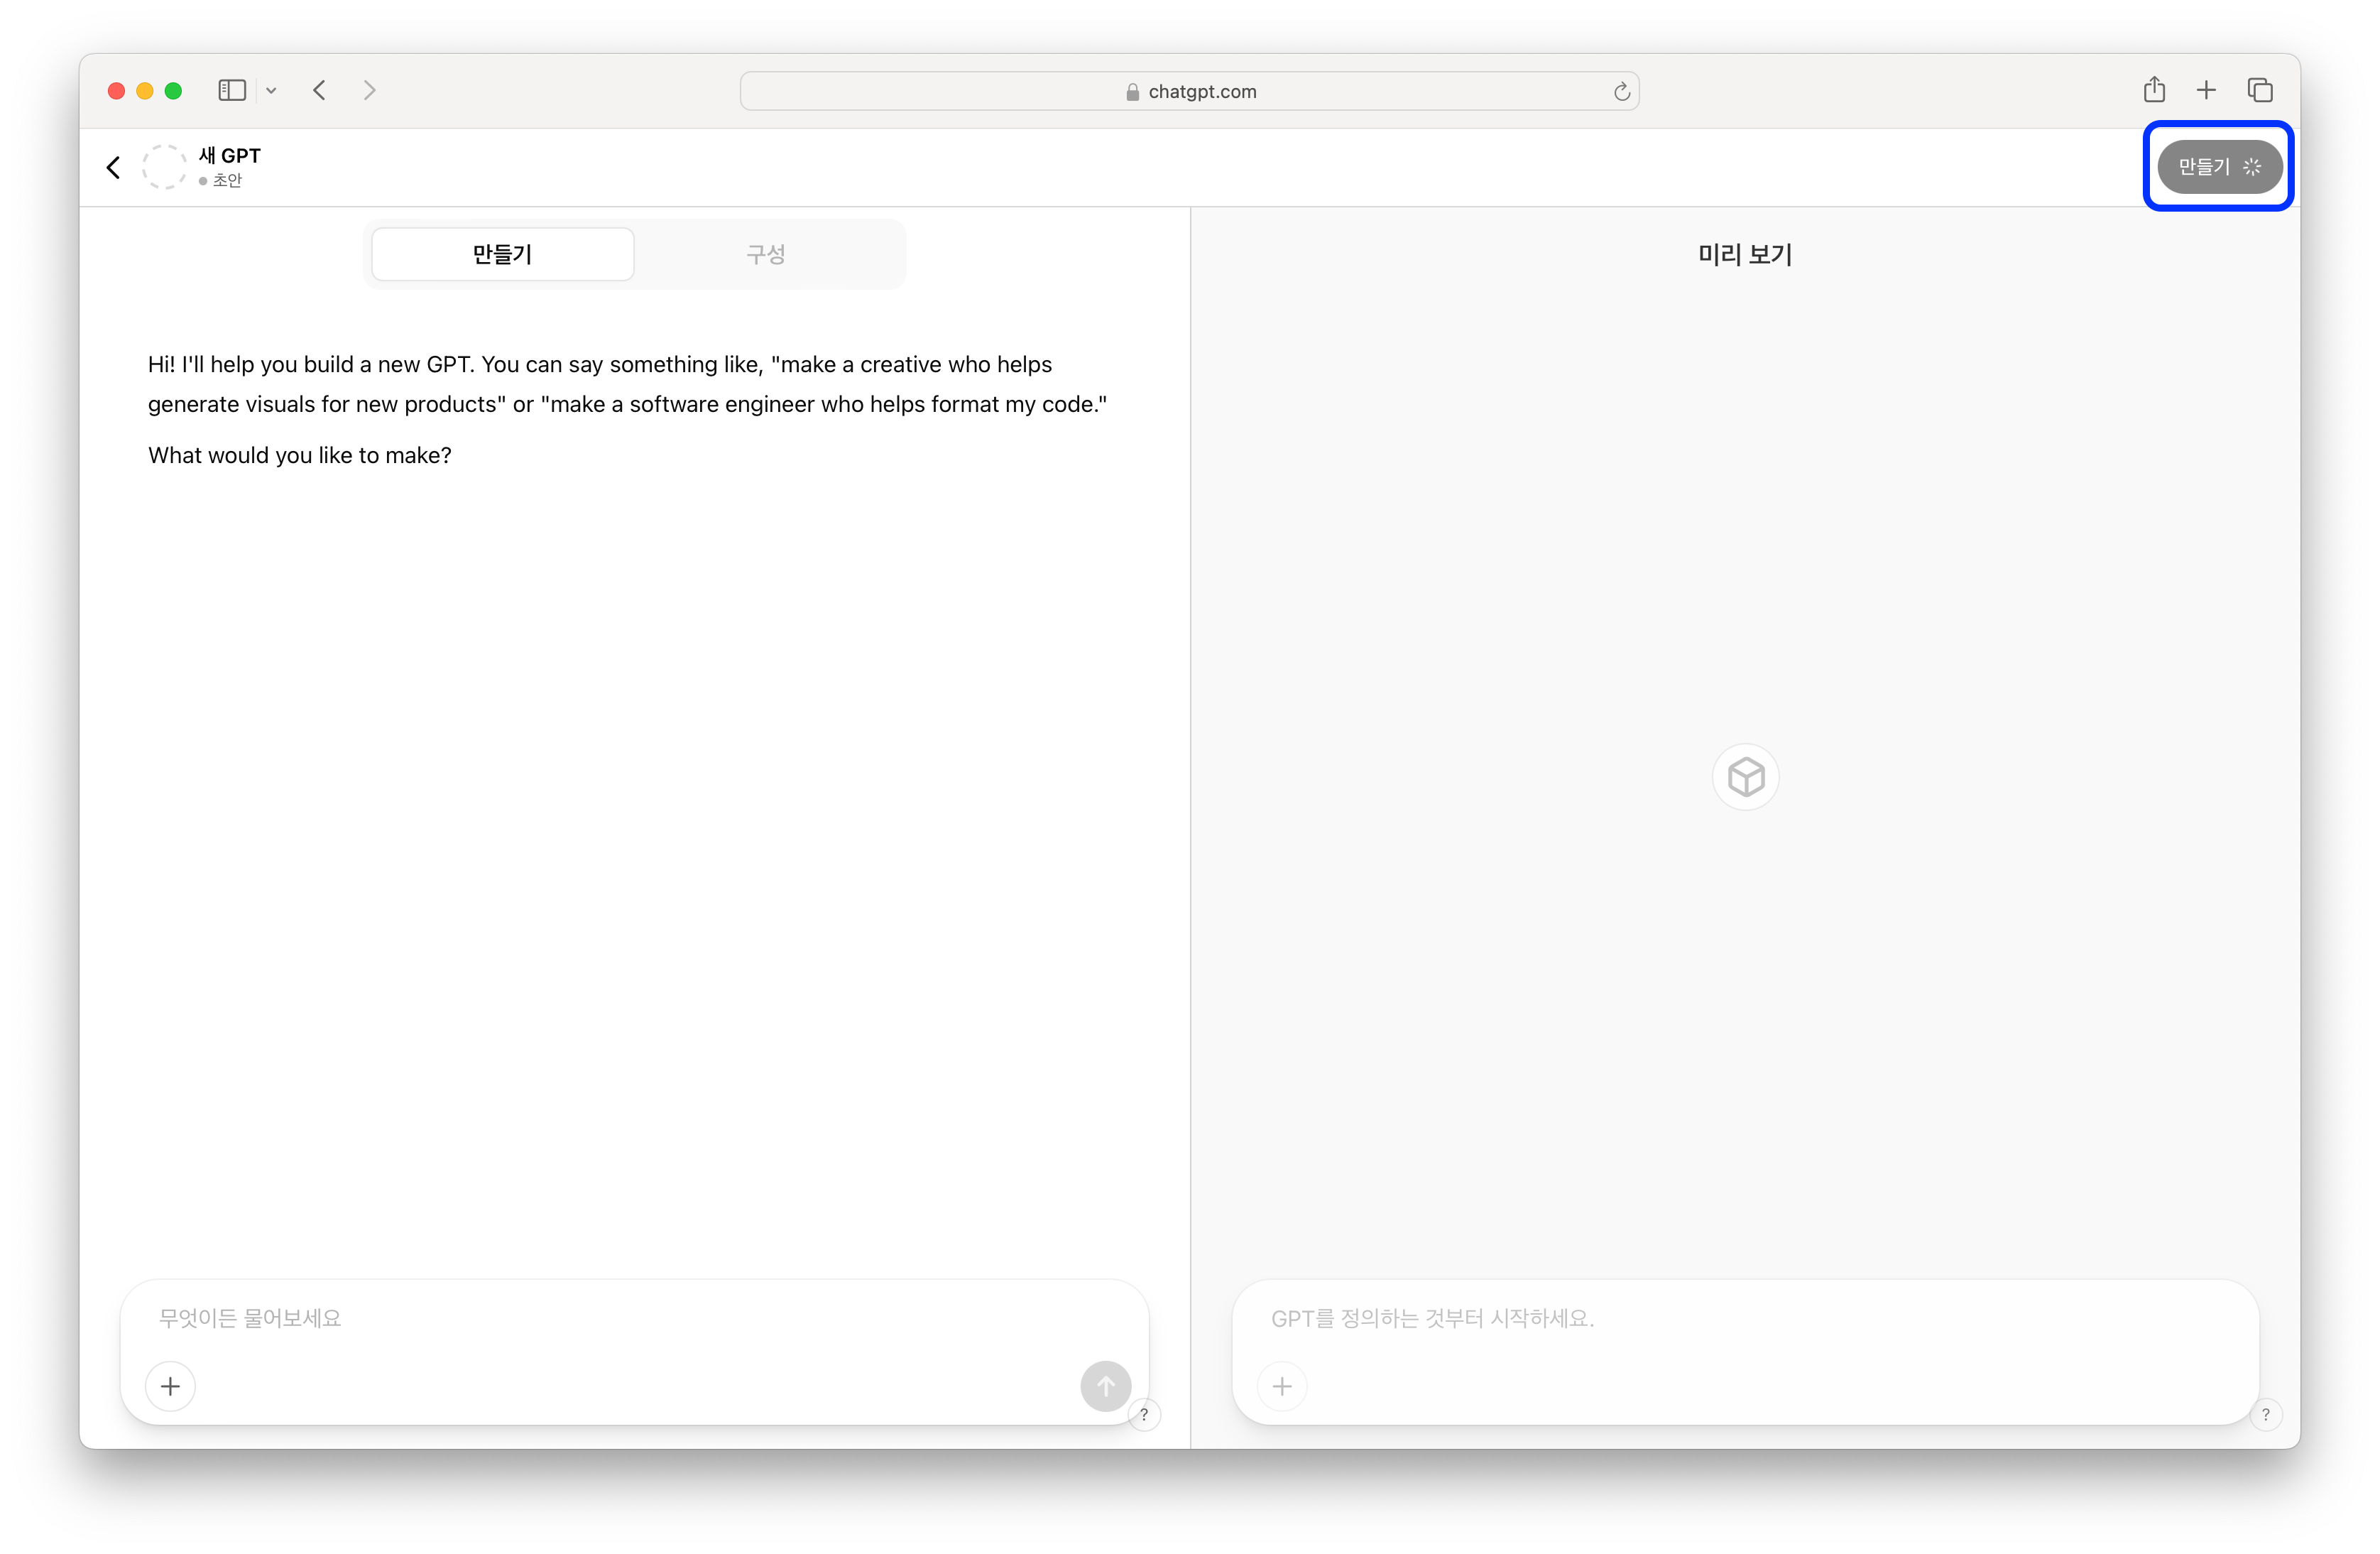 chatgpt.com
새 GPT
초안
만들기
만들기
구성
미리 보기
Hi! I'll help you build a new GPT. You can say something like, "make a creative who helps
generate visuals for new products" or "make a software engineer who helps format my code."
What would you like to make?
무엇이든 물어보세요
GPT를 정의하는 것부터 시작하세요.
?
?